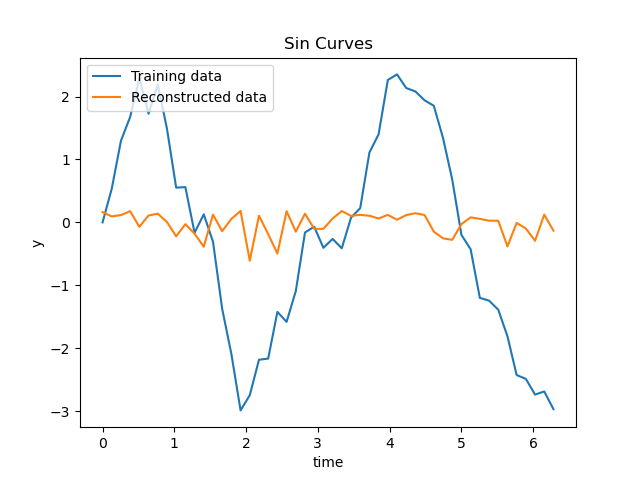 Sin Curves
Training data
Reconstructed data
y
2
1
0
−1
−2
−3
0 1 2 3 4 5 6
time